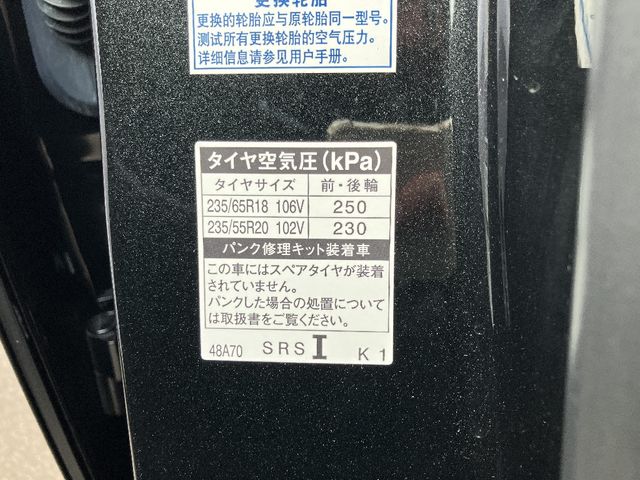 更换轮胎
更换的轮胎应与原轮胎同一型号。
测试所有更换轮胎的空气压力。
详细信息请参见用户手册.
タイヤ空気圧(kPa)
タイヤサイズ 前・後輪
235/65R18 106V 250
235/55R20 102V 230
パンク修理キット装着車
この車にはスペアタイヤが装着
されていません。
パンクした場合の処置について
は取扱書をご覧ください。
48A70 SRS I K 1